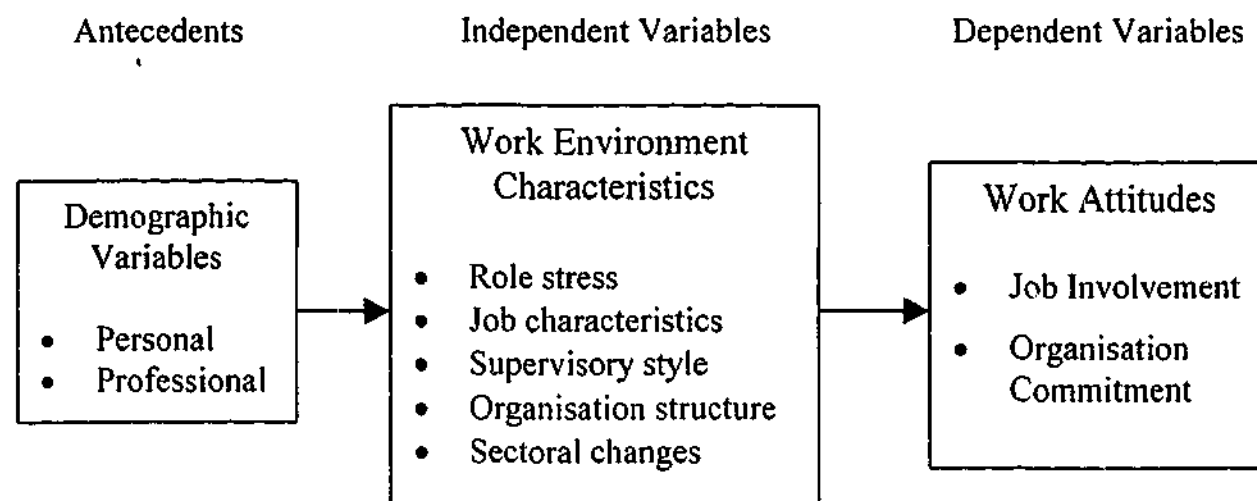 Antecedents
Independent Variables
Dependent Variables
Demographic
Variables
• Personal
• Professional
Work Environment
Characteristics
• Role stress
• Job characteristics
• Supervisory style
• Organisation structure
• Sectoral changes
Work Attitudes
• Job Involvement
• Organisation
Commitment